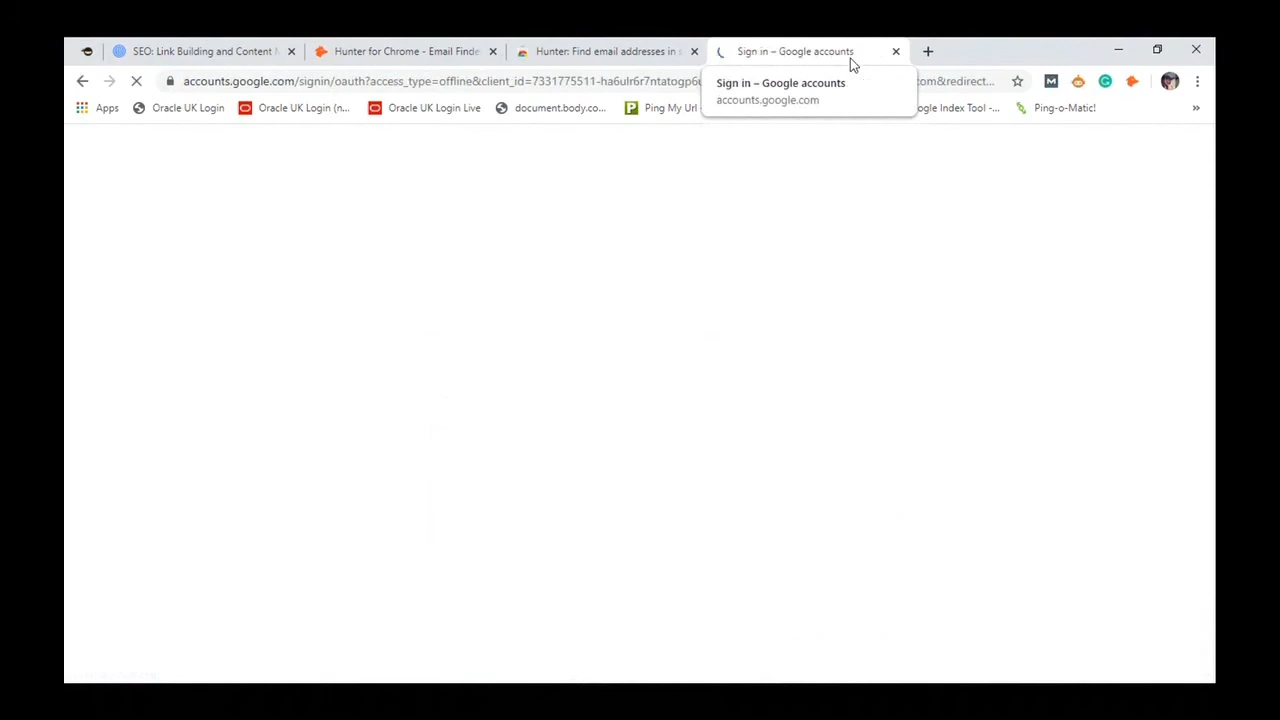 SEO: Link Building and Content
Hunter for Chrome - Email Finde
Hunter: Find email addresses in s
Sign in – Google accounts
accounts.google.com/signin/oauth?access_type=offline&client_id=7331775511-ha6ulr6r7ntatogp6u
om&redirect...
Sign in – Google accounts
accounts.google.com
Apps
Oracle UK Login
Oracle UK Login (n...
Oracle UK Login Live
document.body.co...
Ping My Url
ogle Index Tool -...
Ping-o-Matic!